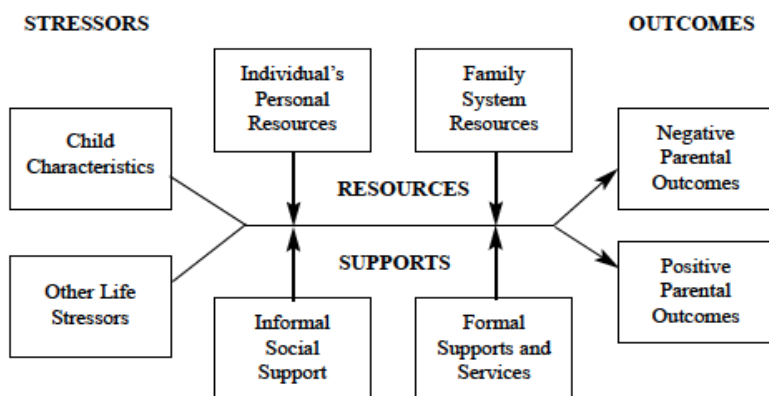 STRESSORS
OUTCOMES
Individual's
Personal
Resources
Family
System
Resources
Child
Characteristics
Negative
Parental
Outcomes
RESOURCES
SUPPORTS
Other Life
Stressors
Positive
Parental
Outcomes
Informal
Social
Support
Formal
Supports and
Services